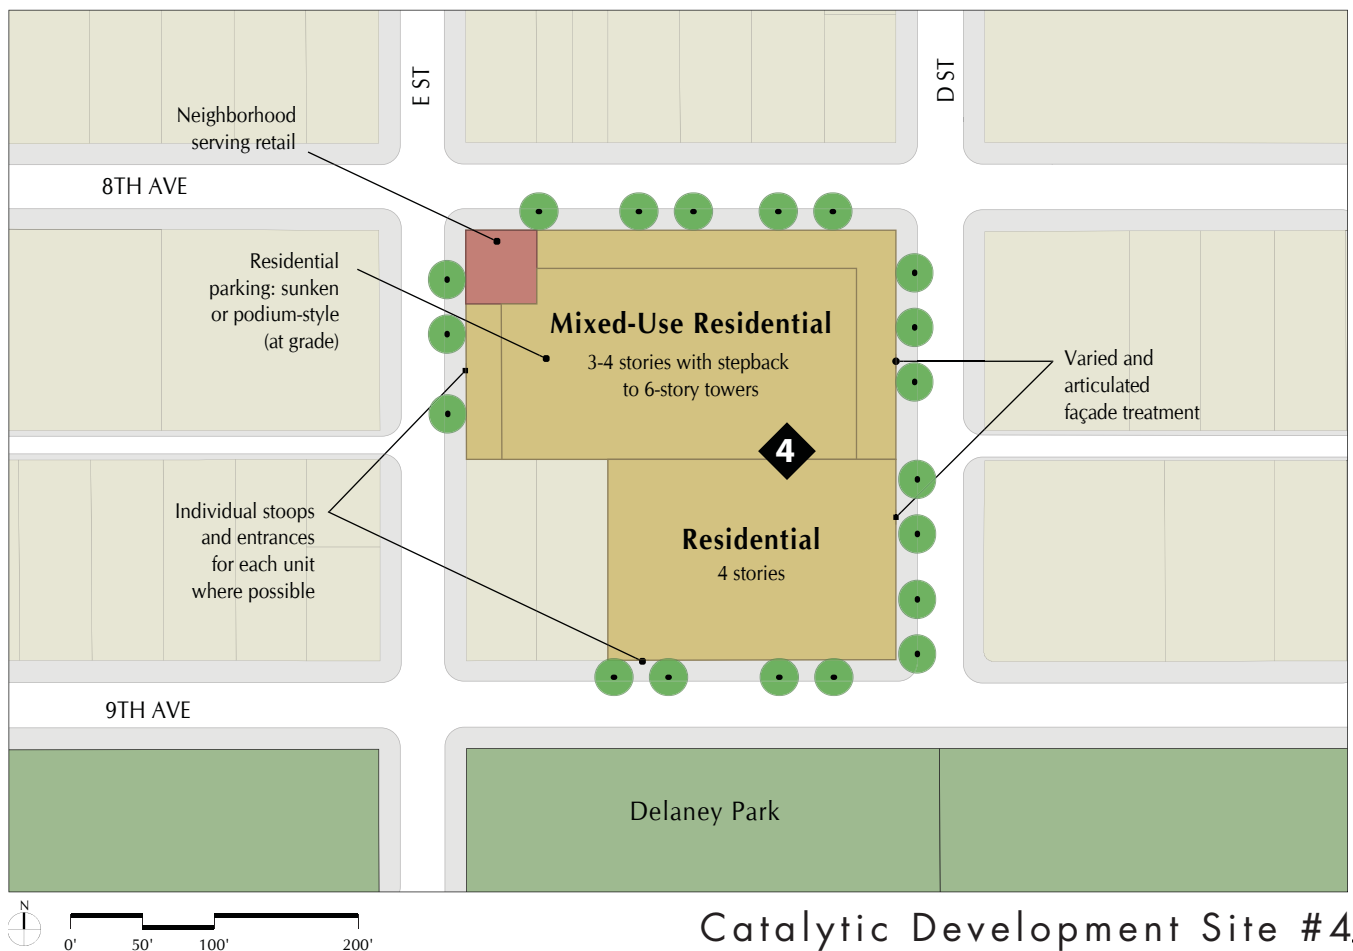 E ST
D ST
Neighborhood
serving retail
8TH AVE
Residential
parking: sunken
or podium-style
(at grade)
Mixed-Use Residential
3-4 stories with stepback
to 6-story towers
Varied and
articulated
façade treatment
4
Individual stoops
and entrances
for each unit
where possible
Residential
4 stories
9TH AVE
Delaney Park
N
0' 50' 100' 200'
Catalytic Development Site #4